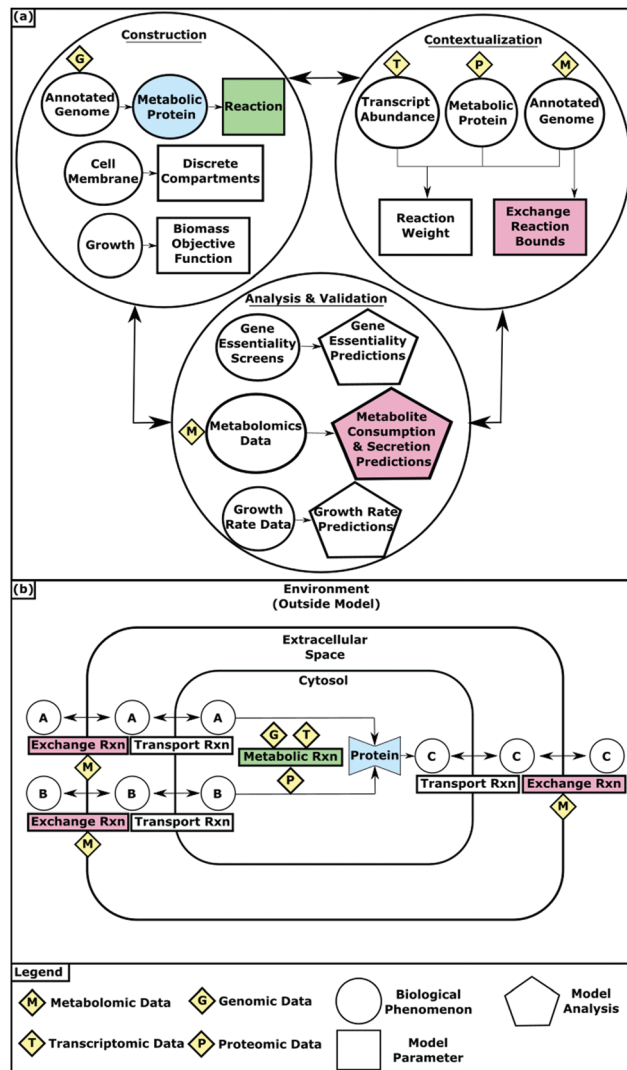 (a)
Construction
G
Annotated
Genome
Metabolic
Protein
Reaction
Cell
Membrane
Discrete
Compartments
Growth
Biomass
Objective
Function
Contextualization
T
P
M
Transcript
Abundance
Metabolic
Protein
Annotated
Genome
Reaction
Weight
Exchange
Reaction
Bounds
Analysis & Validation
Gene
Essentiality
Screens
Gene
Essentiality
Predictions
M
Metabolomics
Data
Metabolite
Consumption
& Secretion
Predictions
Growth
Rate Data
Growth Rate
Predictions
(b)
Environment
(Outside Model)
Extracellular
Space
Cytosol
A
A
A
Exchange Rxn
Transport Rxn
M
G
T
Metabolic Rxn
P
Protein
B
B
B
Exchange Rxn
Transport Rxn
M
C
C
C
Transport Rxn
Exchange Rxn
M
Legend
M
Metabolomic Data
G
Genomic Data
Biological
Phenomenon
Model
Analysis
T
Transcriptomic Data
P
Proteomic Data
Model
Parameter